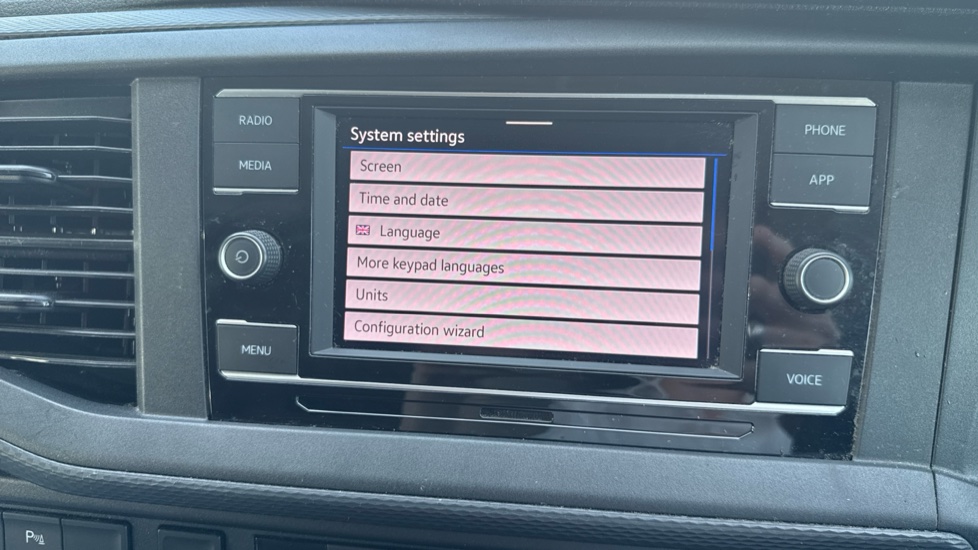 RADIO
MEDIA
MENU
System settings
Screen
Time and date
Language
More keypad languages
Units
Configuration wizard
PHONE
APP
VOICE
P